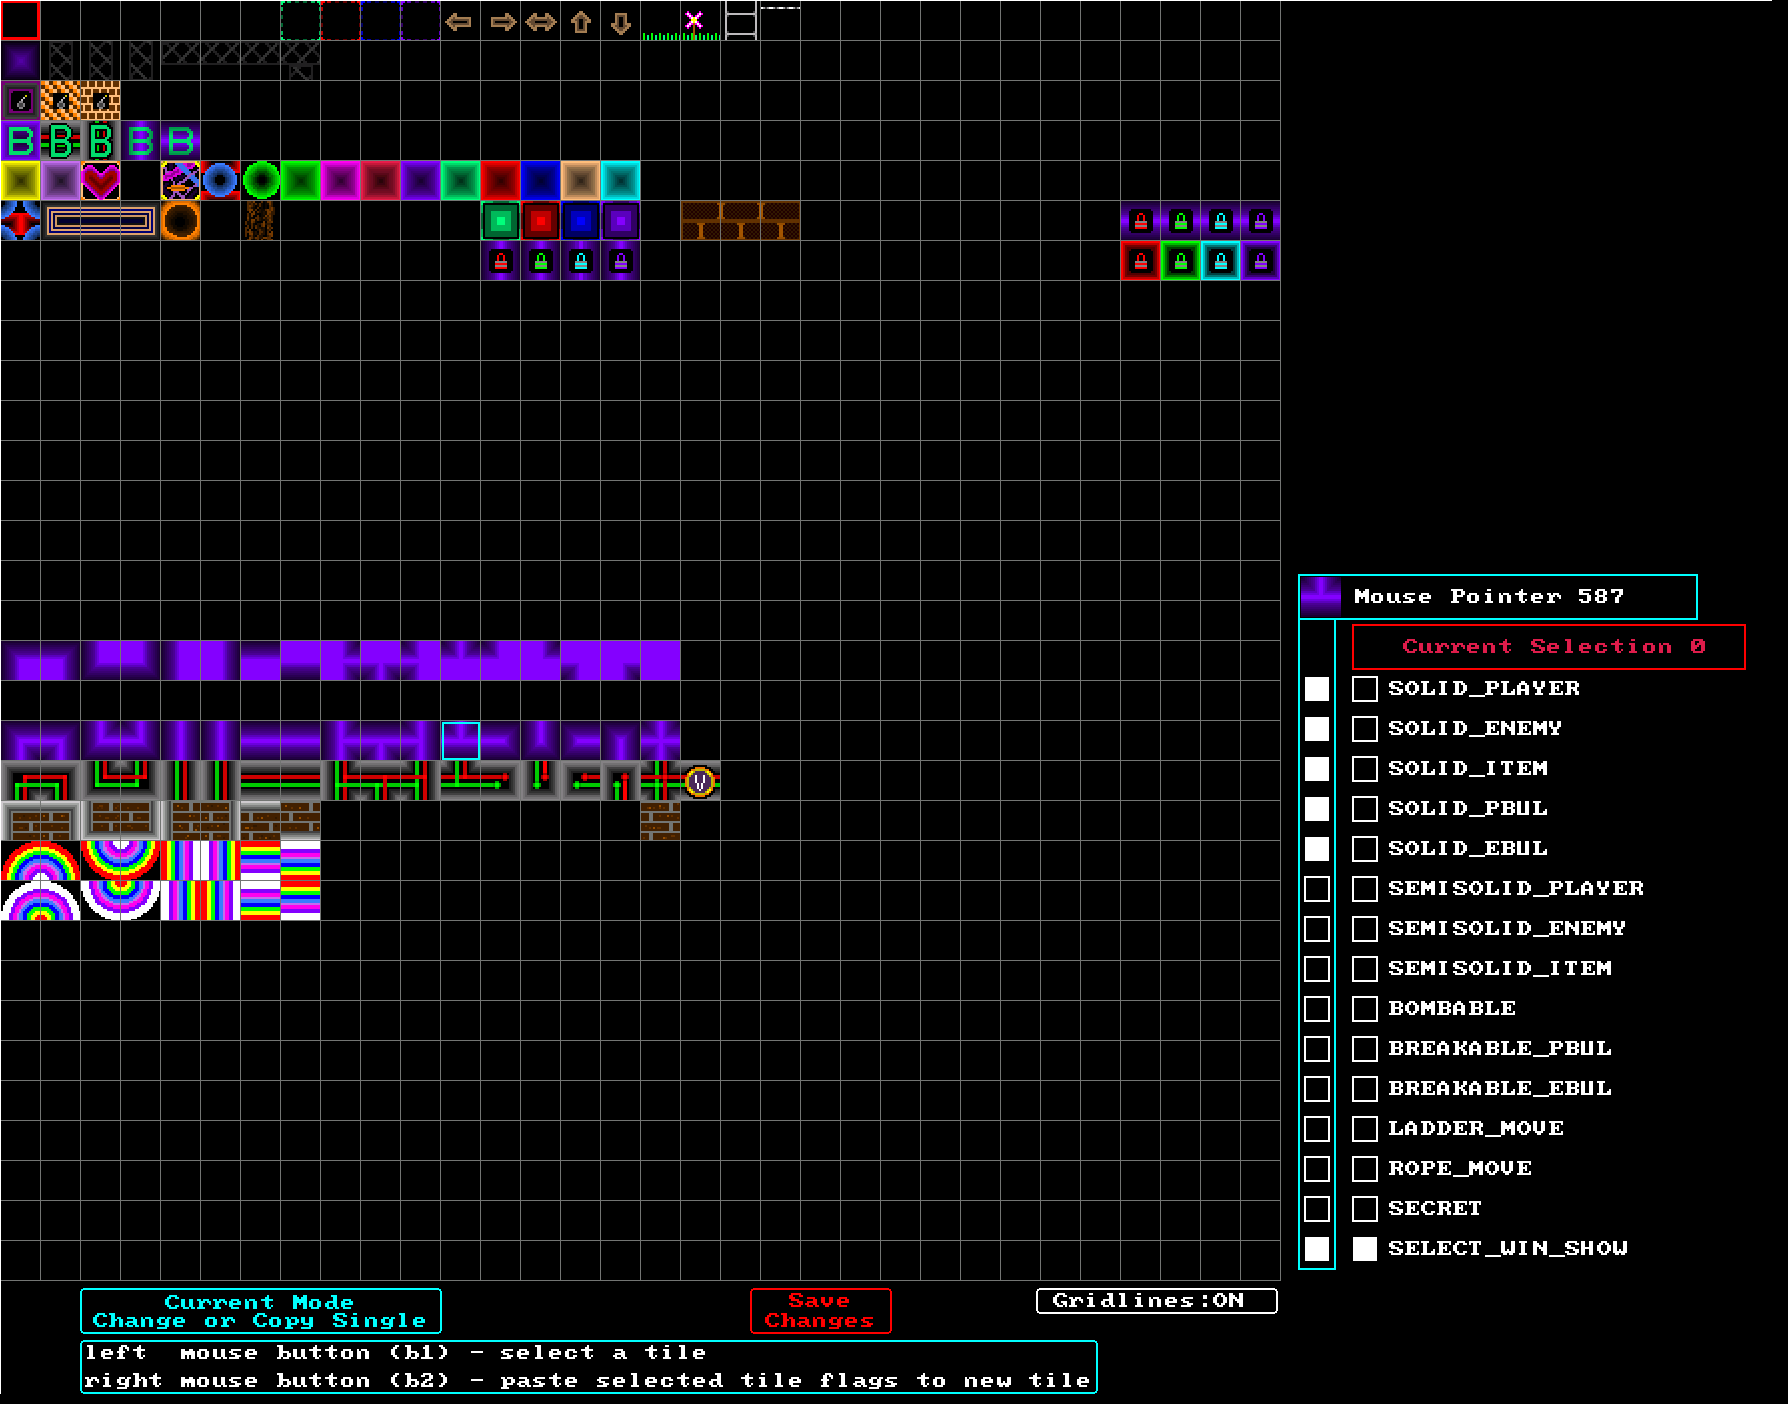 B B B B B
V
Mouse Pointer 587
Current Selection 0
SOLID_PLAYER
SOLID_ENEMY
SOLID_ITEM
SOLID_PBUL
SOLID_EBUL
SEMISOLID_PLAYER
SEMISOLID_ENEMY
SEMISOLID_ITEM
BOMBABLE
BREAKABLE_PBUL
BREAKABLE_EBUL
LADDER_MOVE
ROPE_MOVE
SECRET
SELECT_WIN_SHOW
Current Mode
Change or Copy Single
Save
Changes
Gridlines:ON
left  mouse button (b1) - select a tile
right mouse button (b2) - paste selected tile flags to new tile